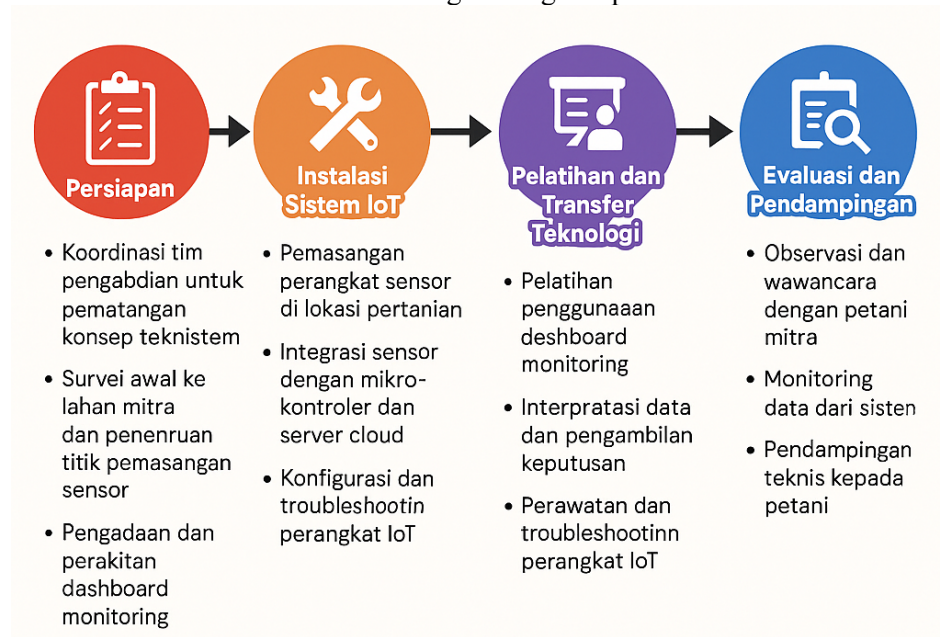 Persiapan
• Koordinasi tim
pengabdian untuk
pematangan
konsep teknistem
• Survei awal ke
lahan mitra
dan penenruan
titik pemasangan
sensor
• Pengadaan dan
perakitan
dashboard
monitoring
Instalasi
Sistem IoT
• Pemasangan
perangkat sensor
di lokasi pertanian
• Integrasi sensor
dengan mikro-
kontroler dan
server cloud
• Konfigurasi dan
troubleshootin
perangkat IoT
Pelatihan dan
Transfer
Teknologi
• Pelatihan
penggunaaan
deshboard
monitoring
• Interpratasi data
dan pengambilan
keputusan
• Perawatan dan
troubleshootinn
perangkat IoT
Evaluasi dan
Pendampingan
• Observasi dan
wawancara
dengan petani
mitra
• Monitoring
data dari sisten
• Pendampingan
teknis kepada
petani